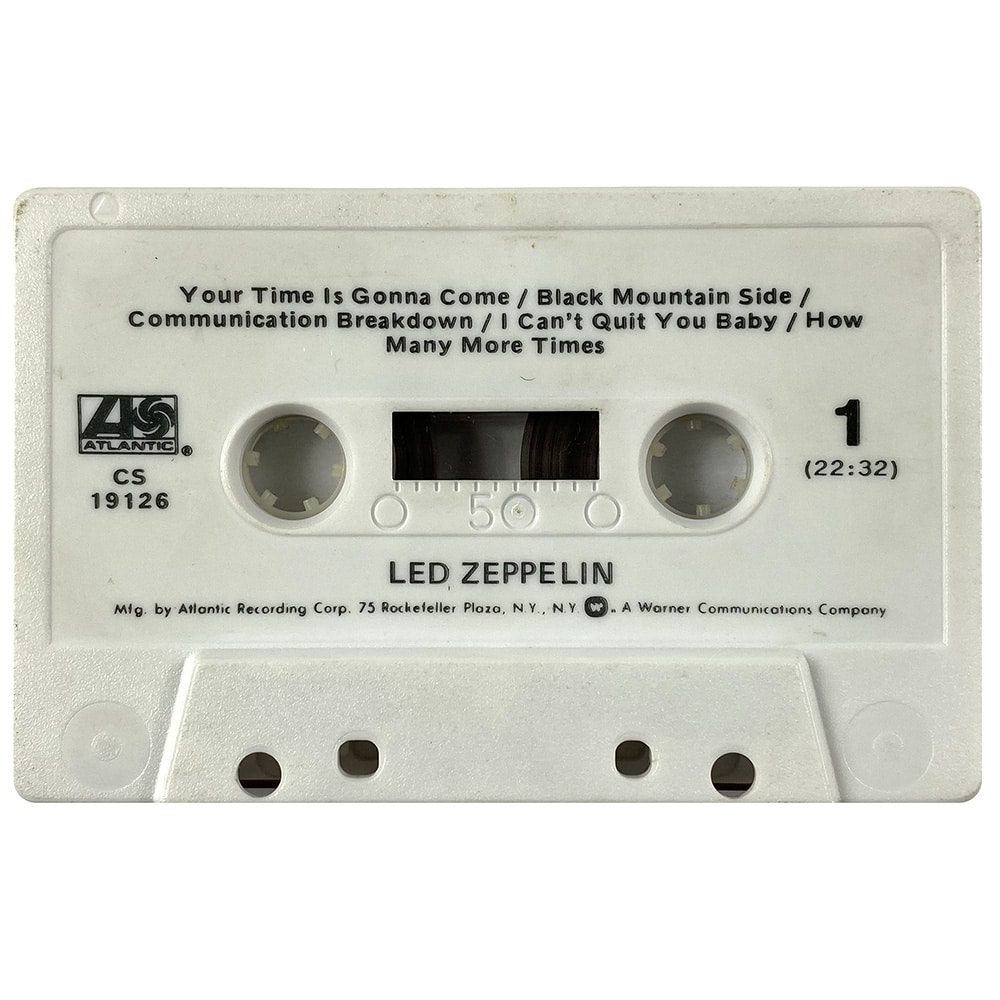 Your Time Is Gonna Come / Black Mountain Side /
Communication Breakdown / I Can't Quit You Baby / How
Many More Times
ATLANTIC®
CS
19126
1
(22:32)
50
LED ZEPPELIN
Mfg. by Atlantic Recording Corp. 75 Rockefeller Plaza, N.Y., N.Y. W.. A Warner Communications Company